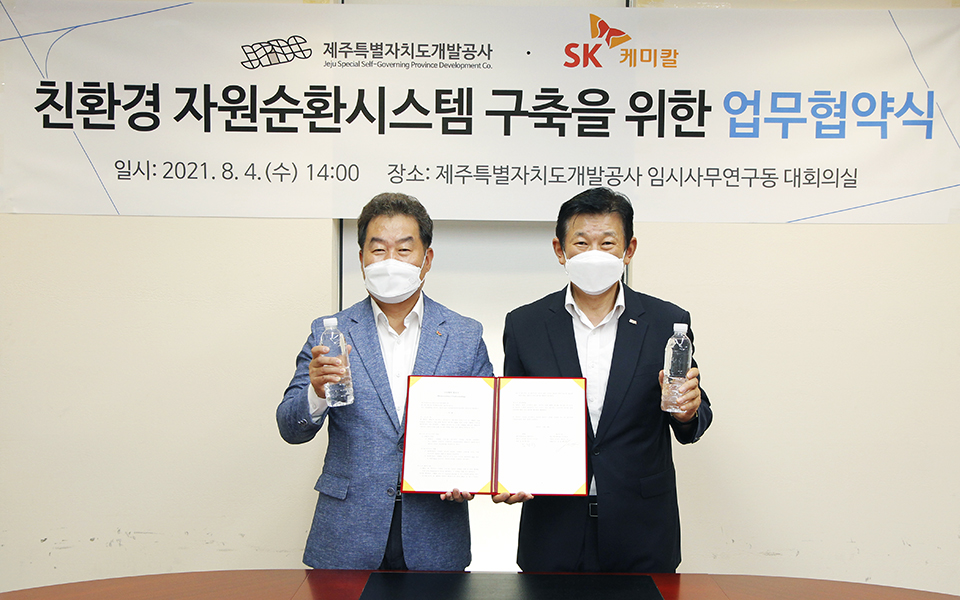 제주특별자치도개발공사 · SK 케미칼
Jeju Special Self-Governing Province Development Co.
친환경 자원순환시스템 구축을 위한 업무협약식
일시: 2021. 8. 4.(수) 14:00 장소: 제주특별자치도개발공사 임시사무연구동 대회의실